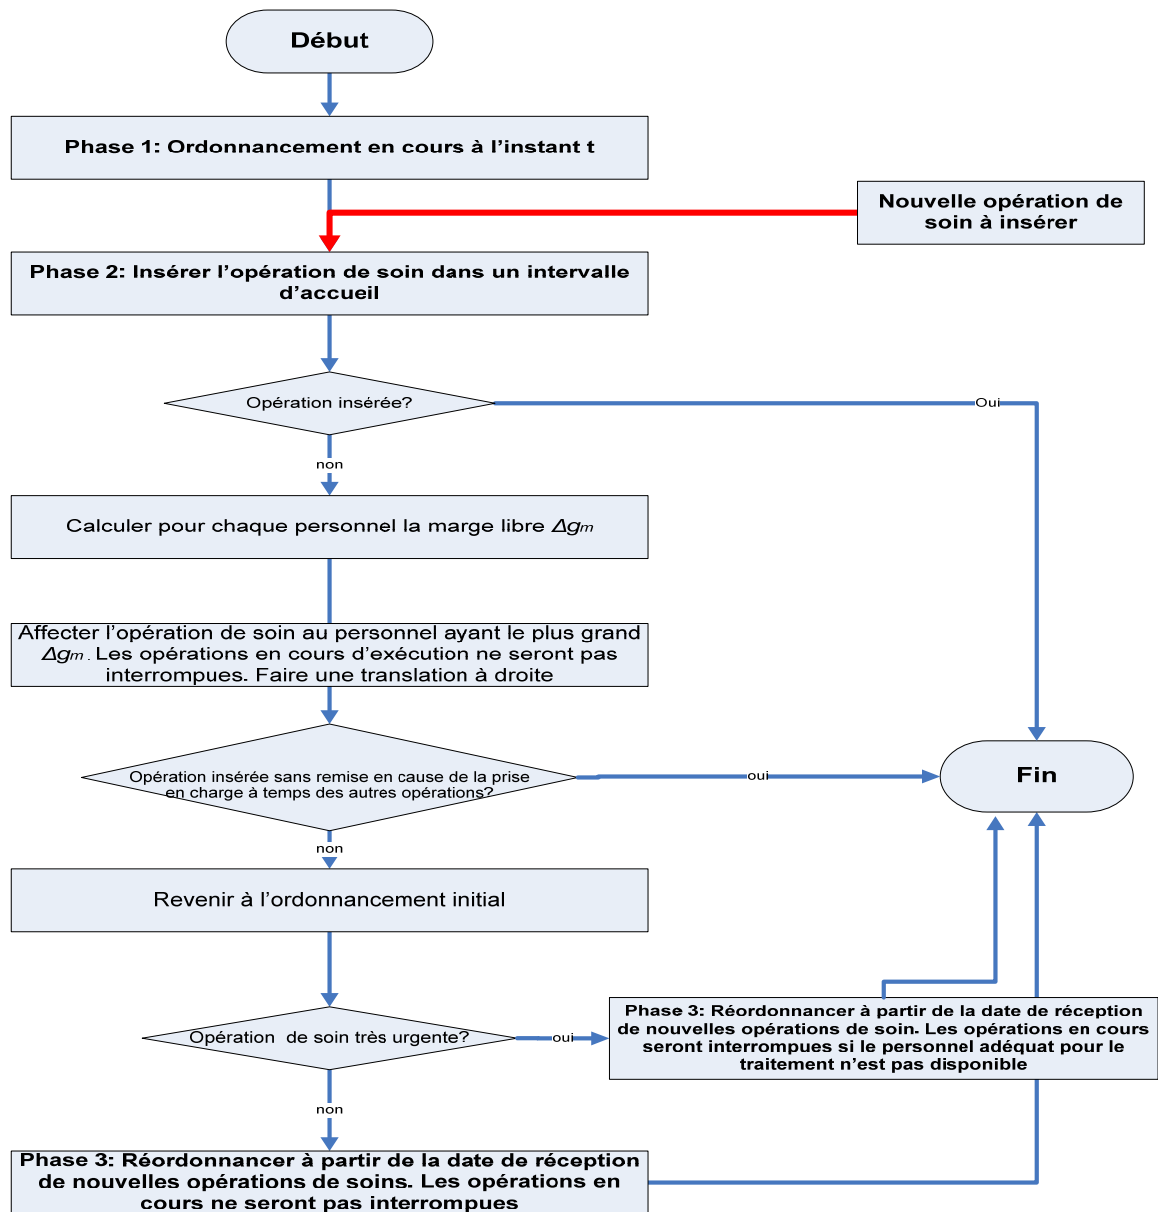 Début
Phase 1: Ordonnancement en cours à l'instant t
Nouvelle opération de
soin à insérer
Phase 2: Insérer l'opération de soin dans un intervalle
d'accueil
Opération insérée?
Oui
non
Calculer pour chaque personnel la marge libre Δgm
Affecter l'opération de soin au personnel ayant le plus grand
Δgm . Les opérations en cours d'exécution ne seront pas
interrompues. Faire une translation à droite
Opération insérée sans remise en cause de la prise
en charge à temps des autres opérations?
oui
Fin
non
Revenir à l'ordonnancement initial
Opération de soin très urgente?
oui
Phase 3: Réordonnancer à partir de la date de réception
de nouvelles opérations de soin. Les opérations en cours
seront interrompues si le personnel adéquat pour le
traitement n'est pas disponible
non
Phase 3: Réordonnancer à partir de la date de réception
de nouvelles opérations de soins. Les opérations en
cours ne seront pas interrompues